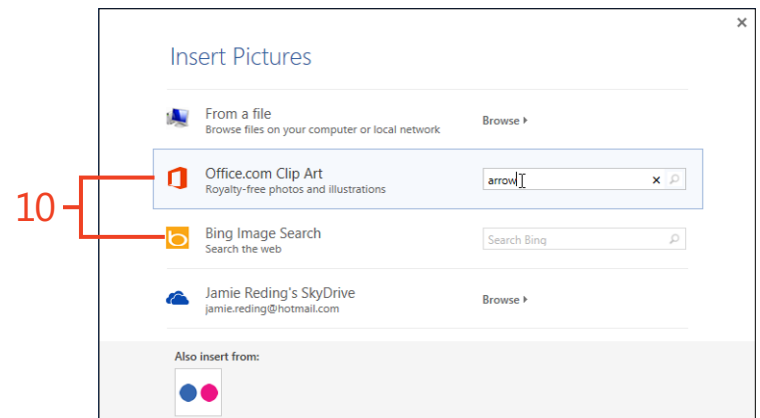 Insert Pictures
From a file
Browse files on your computer or local network
Browse
Office.com Clip Art
Royalty-free photos and illustrations
arrow
10
Bing Image Search
Search the web
Search Bing
Jamie Reding's SkyDrive
jamie.reding@hotmail.com
Browse
Also insert from: